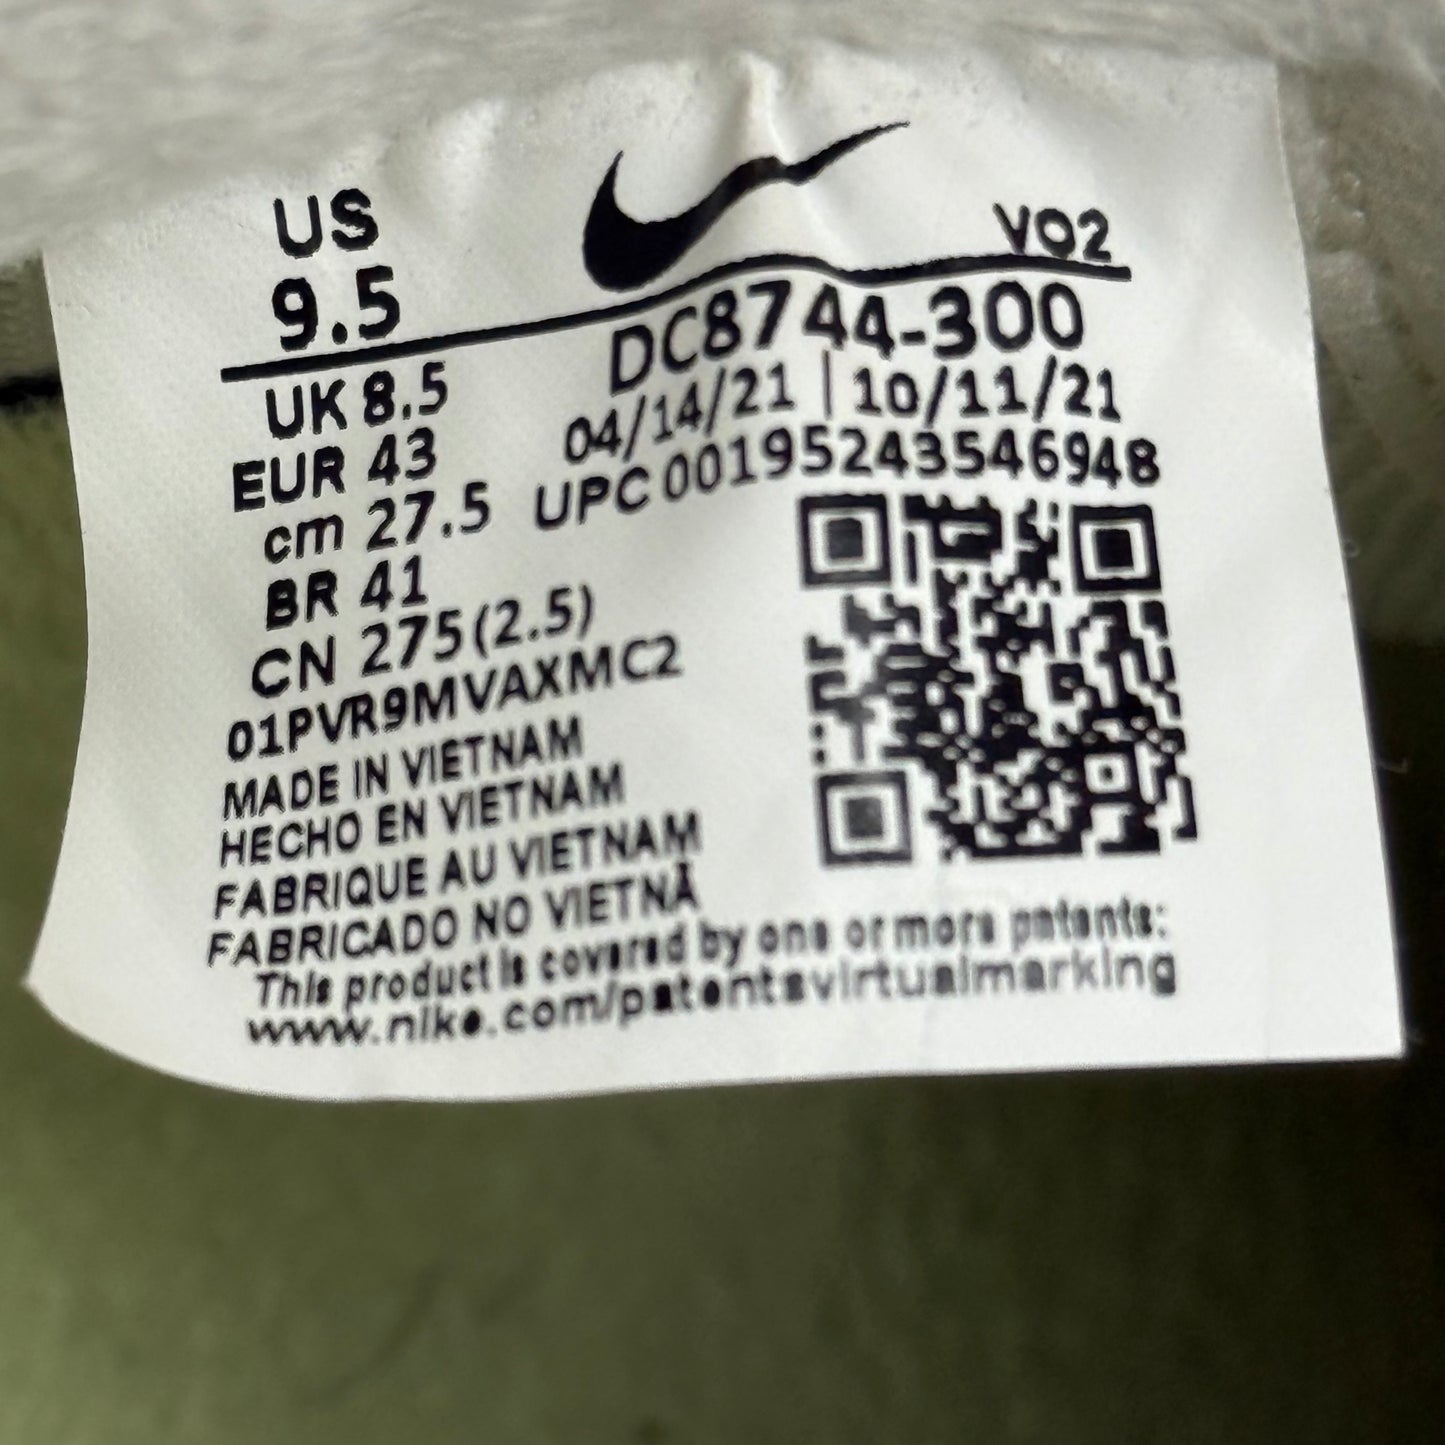 US
9.5
VO2
UK 8.5
EUR 43
cm 27.5
BR 41
CN 275(2.5)
DC8744-300
04/14/21 | 10/11/21
UPC 00195243546948
01PVR9MVAXMC2
MADE IN VIETNAM
HECHO EN VIETNAM
FABRIQUE AU VIETNAM
FABRICADO NO VIETNÃ
This product is covered by one or more patents:
www.nike.com/patentsvirtualmarking